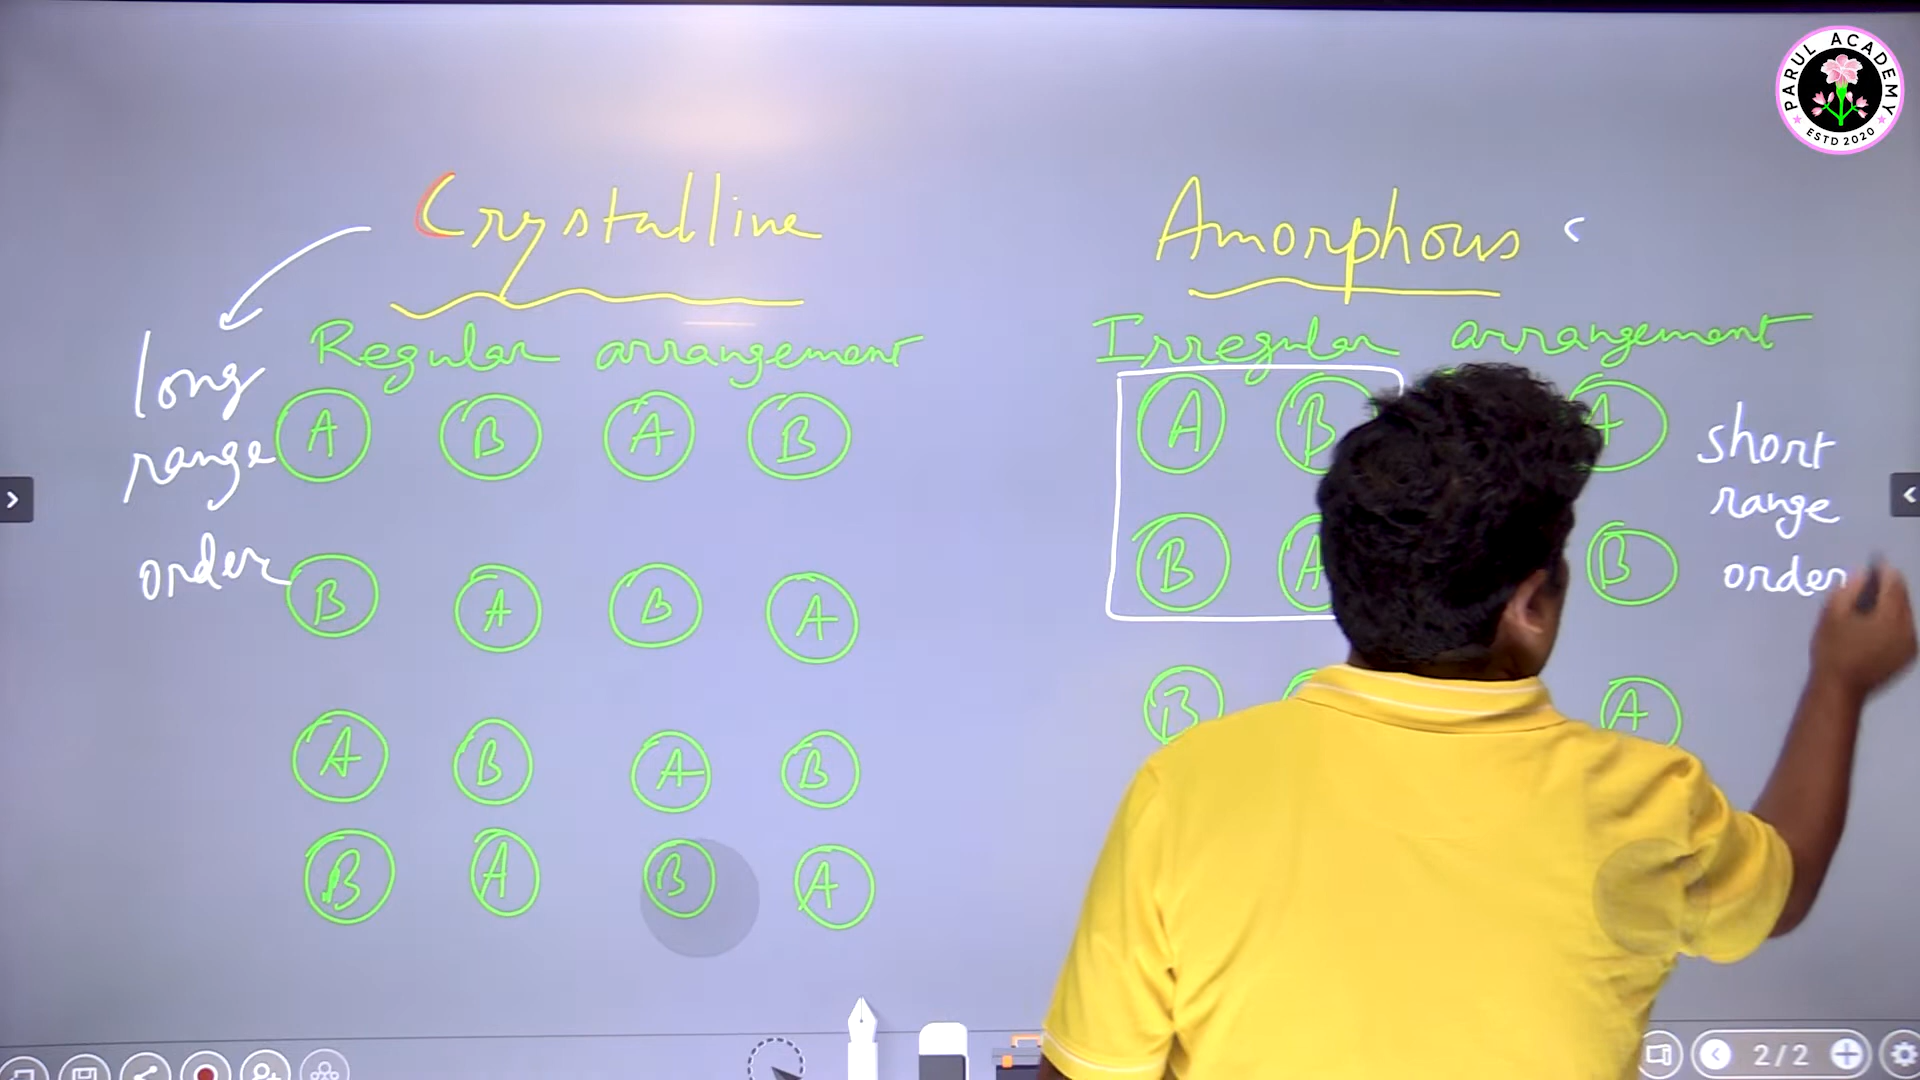 PARUL ACADEMY
ESTD 2020
Crystalline
Amorphous
long
range
order
Regular arrangement
A B A B
B A B A
A B A B
B A B A
Irregular arrangement
A B A
B A B
B A
short
range
order
2/2